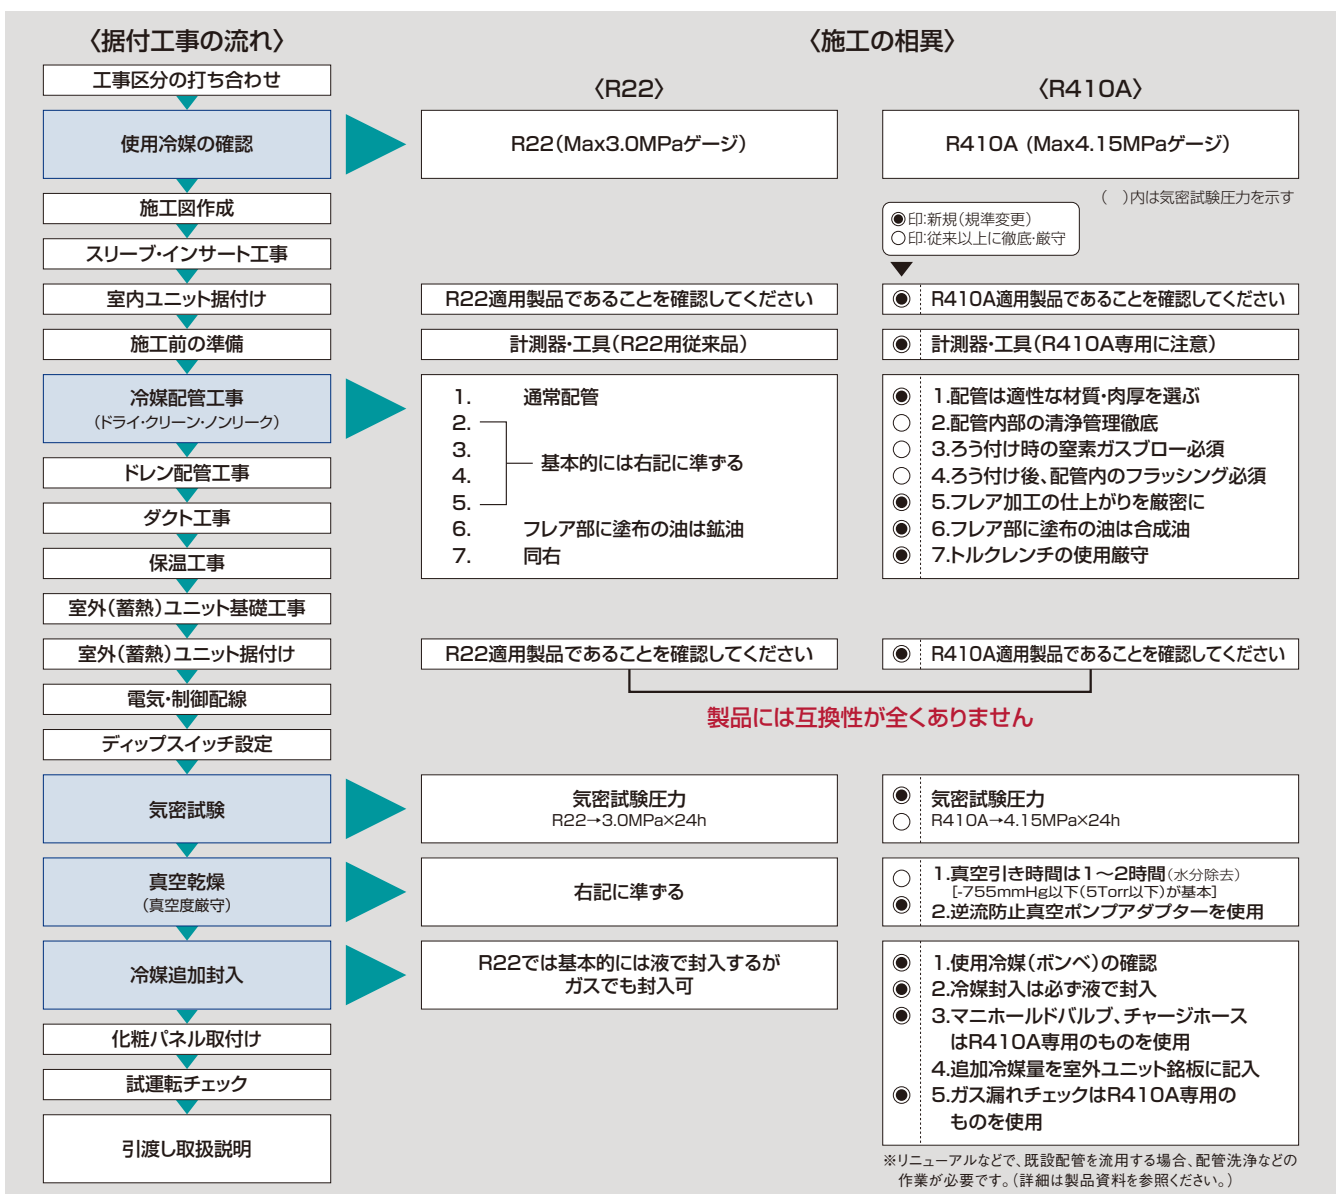 〈据付工事の流れ〉
工事区分の打ち合わせ
使用冷媒の確認
施工図作成
スリーブ・インサート工事
室内ユニット据付け
施工前の準備
冷媒配管工事
(ドライ・クリーン・ノンリーク)
ドレン配管工事
ダクト工事
保温工事
室外(蓄熱)ユニット基礎工事
室外(蓄熱)ユニット据付け
電気・制御配線
ディップスイッチ設定
気密試験
真空乾燥
(真空度厳守)
冷媒追加封入
化粧パネル取付け
試運転チェック
引渡し取扱説明
〈施工の相異〉
〈R22〉
R22(Max3.0MPaゲージ)
R22適用製品であることを確認してください
計測器・工具(R22用従来品)
1. 通常配管
2.
3.
4.
5.
基本的には右記に準ずる
6. フレア部に塗布の油は鉱油
7. 同右
R22適用製品であることを確認してください
気密試験圧力
R22→3.0MPa×24h
右記に準ずる
R22では基本的には液で封入するが
ガスでも封入可
〈R410A〉
R410A (Max4.15MPaゲージ)
( )内は気密試験圧力を示す
◉印:新規(規準変更)
○印:従来以上に徹底・厳守
◉ R410A適用製品であることを確認してください
◉ 計測器・工具(R410A専用に注意)
◉ 1.配管は適性な材質・肉厚を選ぶ
○ 2.配管内部の清浄管理徹底
○ 3.ろう付け時の窒素ガスブロー必須
○ 4.ろう付け後、配管内のフラッシング必須
◉ 5.フレア加工の仕上がりを厳密に
◉ 6.フレア部に塗布の油は合成油
◉ 7.トルクレンチの使用厳守
◉ R410A適用製品であることを確認してください
製品には互換性が全くありません
◉ 気密試験圧力
○ R410A→4.15MPa×24h
○ 1.真空引き時間は1〜2時間(水分除去)
[-755mmHg以下(5Torr以下)が基本]
◉ 2.逆流防止真空ポンプアダプターを使用
◉ 1.使用冷媒(ボンベ)の確認
◉ 2.冷媒封入は必ず液で封入
◉ 3.マニホールドバルブ、チャージホース
はR410A専用のものを使用
4.追加冷媒量を室外ユニット銘板に記入
◉ 5.ガス漏れチェックはR410A専用の
ものを使用
※リニューアルなどで、既設配管を流用する場合、配管洗浄などの
作業が必要です。(詳細は製品資料を参照ください。)